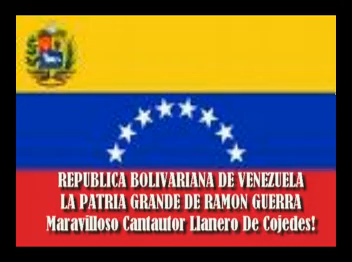 REPUBLICA BOLIVARIANA DE VENEZUELA
LA PATRIA GRANDE DE RAMON GUERRA
Maravilloso Cantautor Llanero De Cojedes!